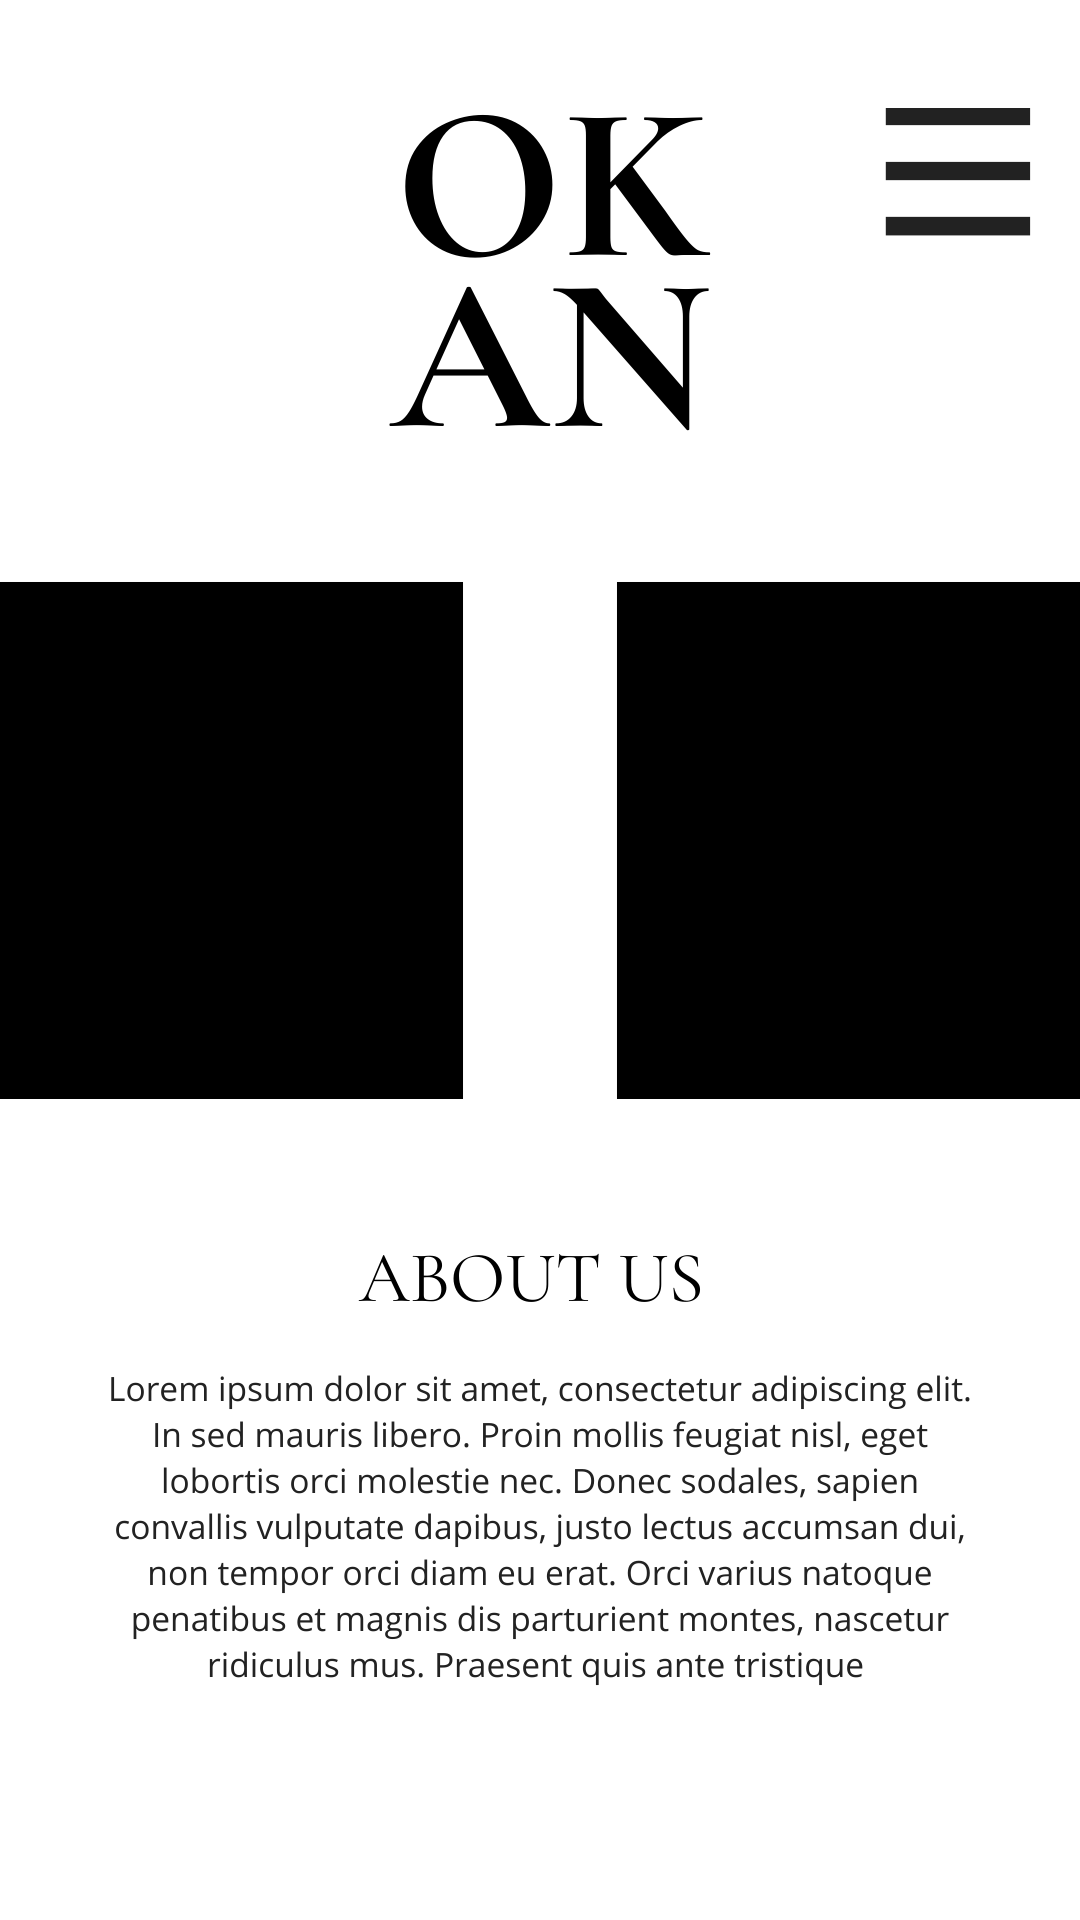 OK
AN
ABOUT US
Lorem ipsum dolor sit amet, consectetur adipiscing elit.
In sed mauris libero. Proin mollis feugiat nisl, eget
lobortis orci molestie nec. Donec sodales, sapien
convallis vulputate dapibus, justo lectus accumsan dui,
non tempor orci diam eu erat. Orci varius natoque
penatibus et magnis dis parturient montes, nascetur
ridiculus mus. Praesent quis ante tristique